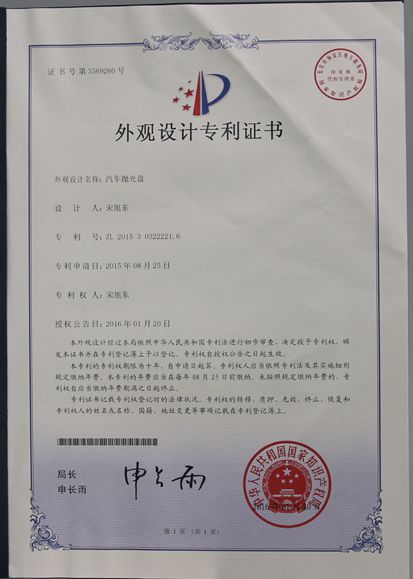 证书号第3569260号
外观设计专利证书
外观设计名称：汽车抛光盘
设 计 人：宋旭东
专 利 号：ZL 2015 3 0322221.6
专利申请日：2015年08月25日
专 利 权 人：宋旭东
授权公告日：2016年01月20日
本外观设计经过本局依照中华人民共和国专利法进行初步审查，决定授予专利权，颁
发本证书并在专利登记簿上予以登记。专利权自授权公告之日起生效。
本专利的专利权期限为十年，自申请日起算。专利权人应当依照专利法及其实施细则
规定缴纳年费。本专利的年费应当在每年08月25日前缴纳。未按照规定缴纳年费的，专
利权自应当缴纳年费期满之日起终止。
专利证书记载专利权登记时的法律状况。专利权的转移、质押、无效、终止、恢复和
专利权人的姓名或名称、国籍、地址变更等事项记载在专利登记簿上。
局长
申长雨
申长雨
中华人民共和国国家知识产权局
第 1 页（共 1 页）